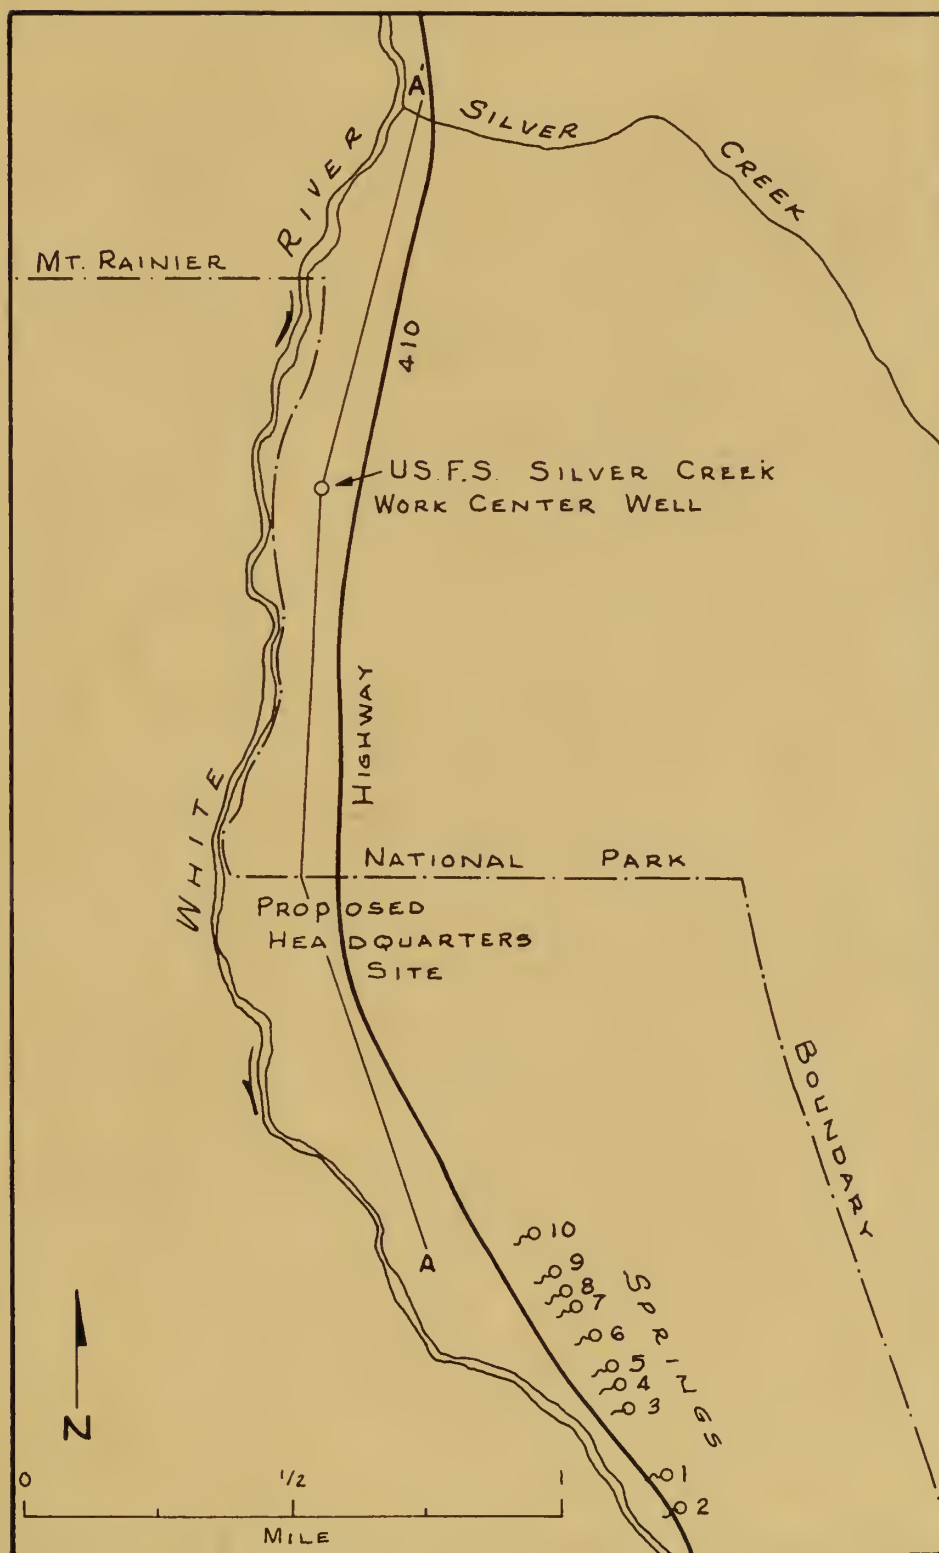 A'
SILVER CREEK
RIVER
MT. RAINIER
410
U.S.F.S. SILVER CREEK
WORK CENTER WELL
HIGHWAY
WHITE
NATIONAL PARK
PROPOSED
HEADQUARTERS
SITE
BOUNDARY
A
10
9
8
7
6
5
4
3
SPRINGS
1
2
N
0 1/2 1
MILE